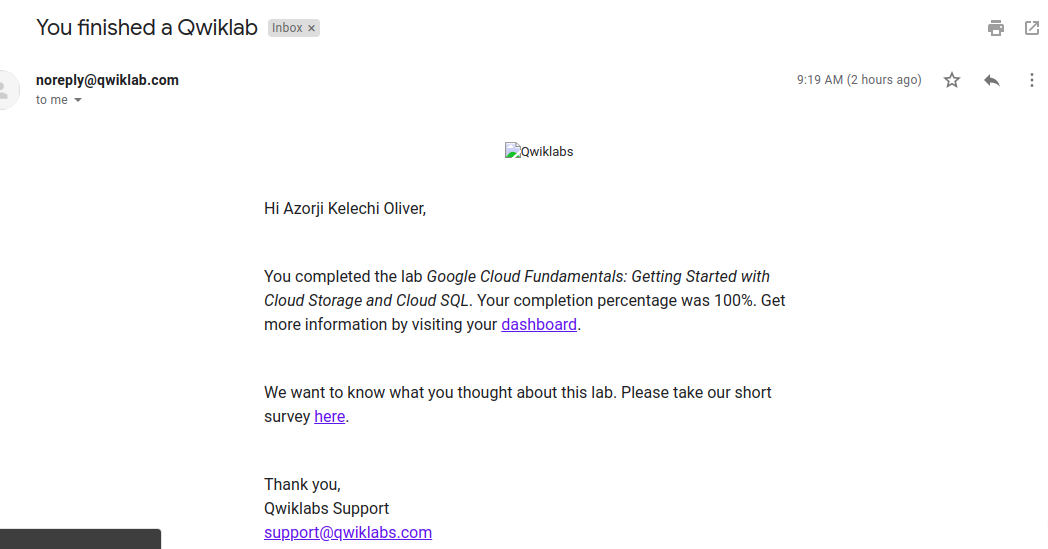 You finished a Qwiklab Inbox ×
noreply@qwiklab.com 9:19 AM (2 hours ago)
to me
Qwiklabs
Hi Azorji Kelechi Oliver,
You completed the lab Google Cloud Fundamentals: Getting Started with
Cloud Storage and Cloud SQL. Your completion percentage was 100%. Get
more information by visiting your dashboard.
We want to know what you thought about this lab. Please take our short
survey here.
Thank you,
Qwiklabs Support
support@qwiklabs.com